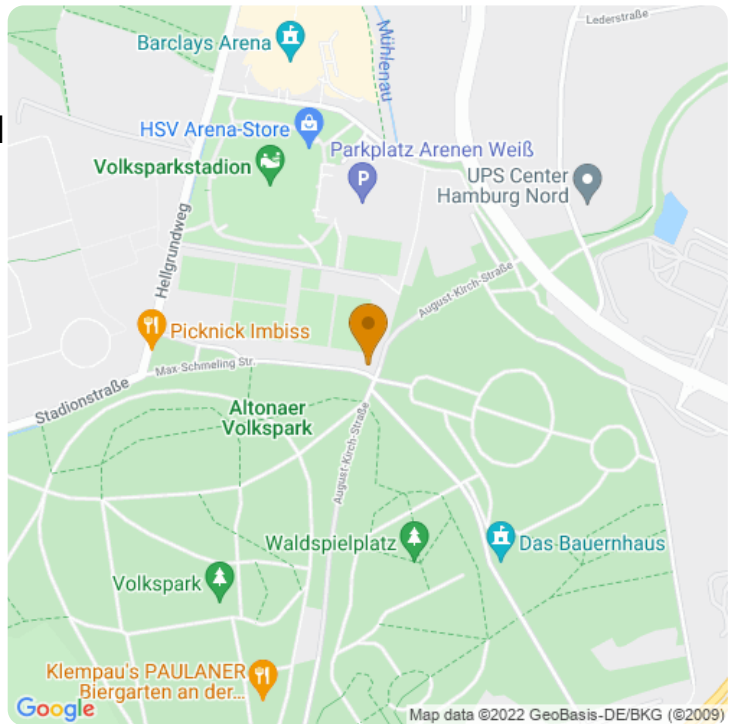 Lederstraße
Barclays Arena
Mühlenau
HSV Arena-Store
Parkplatz Arenen Weiß
Volksparkstadion
P
UPS Center
Hamburg Nord
Hellgrundweg
August-Kirch-Straße
Picknick Imbiss
Max-Schmeling Str.
Stadionstraße
Altonaer
Volkspark
August-Kirch-Straße
Waldspielplatz
Das Bauernhaus
Volkspark
Klempau's PAULANER
Biergarten an der...
Google
Map data ©2022 GeoBasis-DE/BKG (©2009)